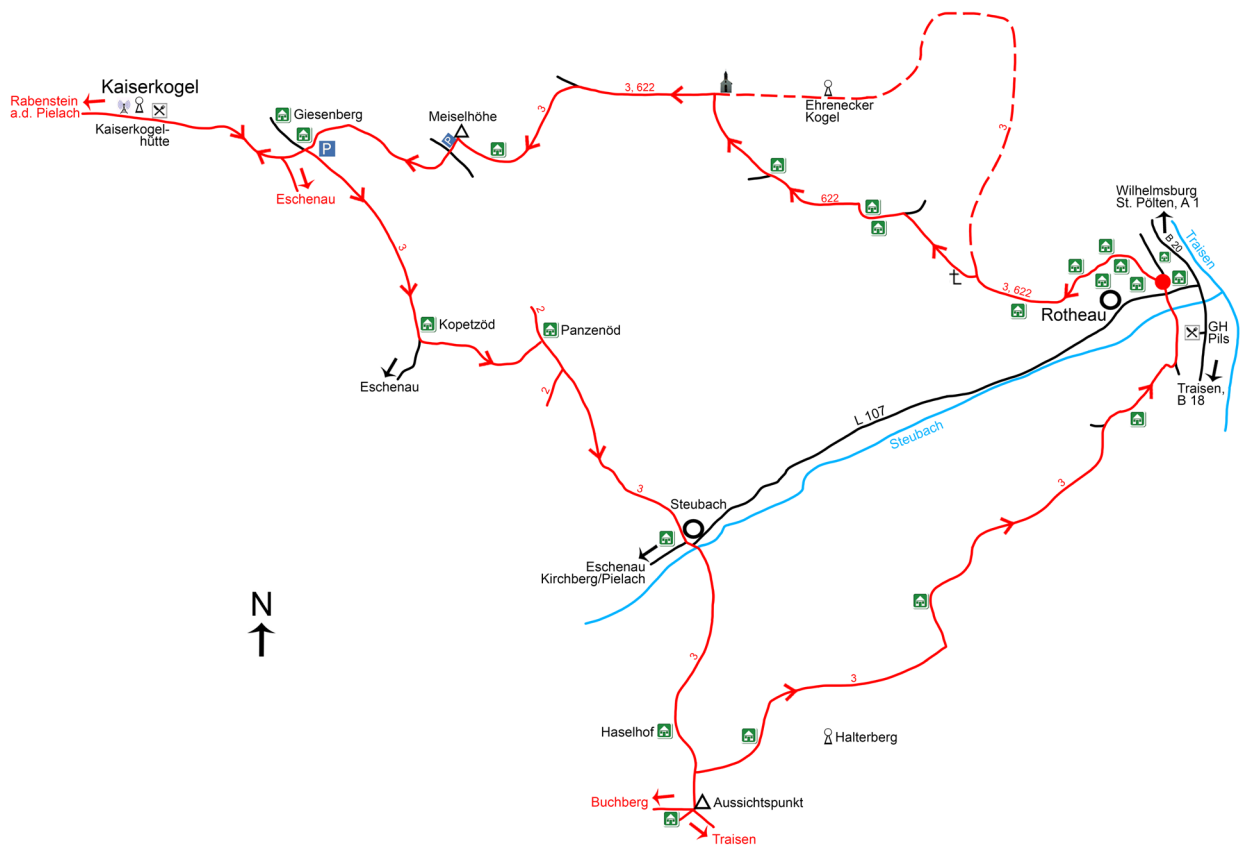 Kaiserkogel
Rabenstein
a.d. Pielach
Kaiserkogel-
hütte
Giesenberg
P
Eschenau
Meiselhöhe
P
3
3, 622
Ehrenecker
Kogel
3
622
3, 622
Wilhelmsburg
St. Pölten, A 1
B 20
Traisen
Rotheau
GH
Pils
Traisen,
B 18
3
Kopetzöd
Eschenau
2
Panzenöd
2
L 107
Steubach
3
Steubach
Eschenau
Kirchberg/Pielach
3
N
3
3
Haselhof
Halterberg
Buchberg
Aussichtspunkt
Traisen